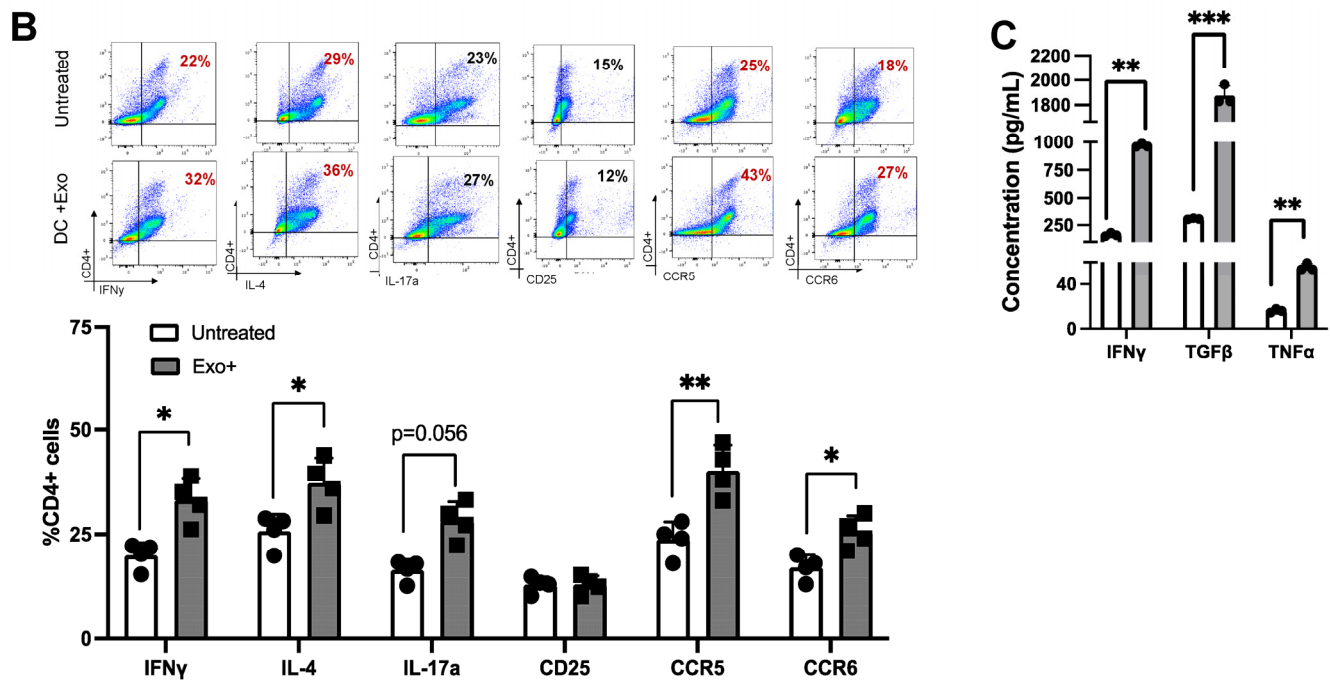 B
Untreated
22%
29%
23%
15%
25%
18%
DC +Exo
32%
36%
27%
12%
43%
27%
CD4+
CD4+
CD4+
CD4+
CD4+
CD4+
IFNγ
IL-4
IL-17a
CD25
CCR5
CCR6
%CD4+ cells
75
50
25
0
Untreated
Exo+
*
*
p=0.056
**
*
IFNγ
IL-4
IL-17a
CD25
CCR5
CCR6
C
Concentration (pg/mL)
2200
2000
1800
1000
750
500
250
40
0
**
***
**
IFNγ
TGFβ
TNFα